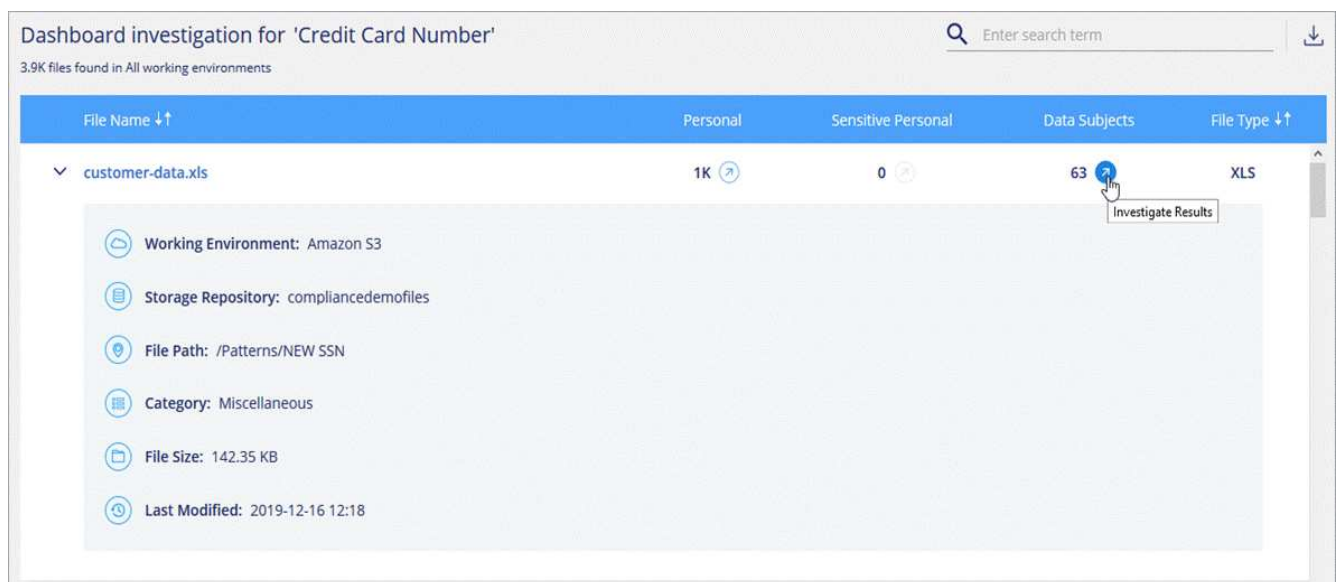 Dashboard investigation for 'Credit Card Number'
Enter search term
3.9K files found in All working environments
File Name Personal Sensitive Personal Data Subjects File Type
customer-data.xls 1K 0 63 XLS
Investigate Results
Working Environment: Amazon S3
Storage Repository: compliancedemofiles
File Path: /Patterns/NEW SSN
Category: Miscellaneous
File Size: 142.35 KB
Last Modified: 2019-12-16 12:18